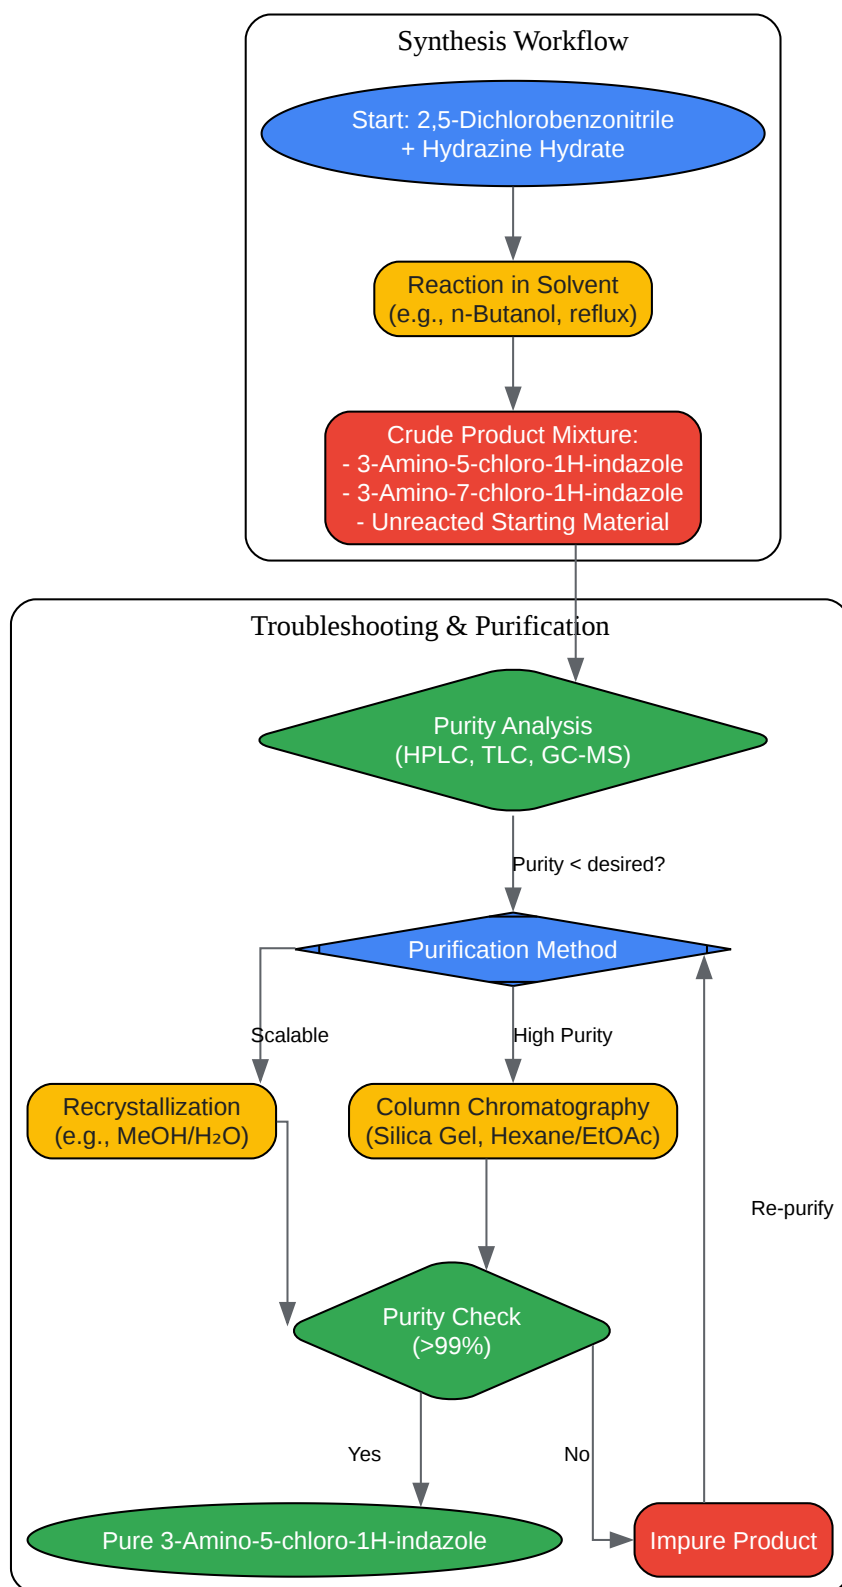 Synthesis Workflow
Start: 2,5-Dichlorobenzonitrile
+ Hydrazine Hydrate
Reaction in Solvent
(e.g., n-Butanol, reflux)
Crude Product Mixture:
- 3-Amino-5-chloro-1H-indazole
- 3-Amino-7-chloro-1H-indazole
- Unreacted Starting Material
Troubleshooting & Purification
Purity Analysis
(HPLC, TLC, GC-MS)
Purity < desired?
Purification Method
Scalable
High Purity
Recrystallization
(e.g., MeOH/H₂O)
Column Chromatography
(Silica Gel, Hexane/EtOAc)
Re-purify
Purity Check
(>99%)
Yes
No
Pure 3-Amino-5-chloro-1H-indazole
Impure Product